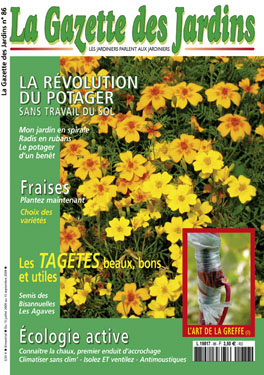 La Gazette des Jardins
LES JARDINIERS PARLENT AUX JARDINIERS
La Gazette des Jardins n° 86
LA RÉVOLUTION
DU POTAGER
SANS TRAVAIL DU SOL
Mon jardin en spirale
Radis en rubans
Le potager
d'un benêt
Fraises
Plantez maintenant
Choix des
variétés
Les TAGETES beaux, bons
et utiles
Semis des
Bisannuelles
Les Agaves
L'ART DE LA GREFFE
Écologie active
Connaître la chaux, premier enduit d'accrochage
Climatiser sans clim' - Isolez ET ventilez - Antimoustiques